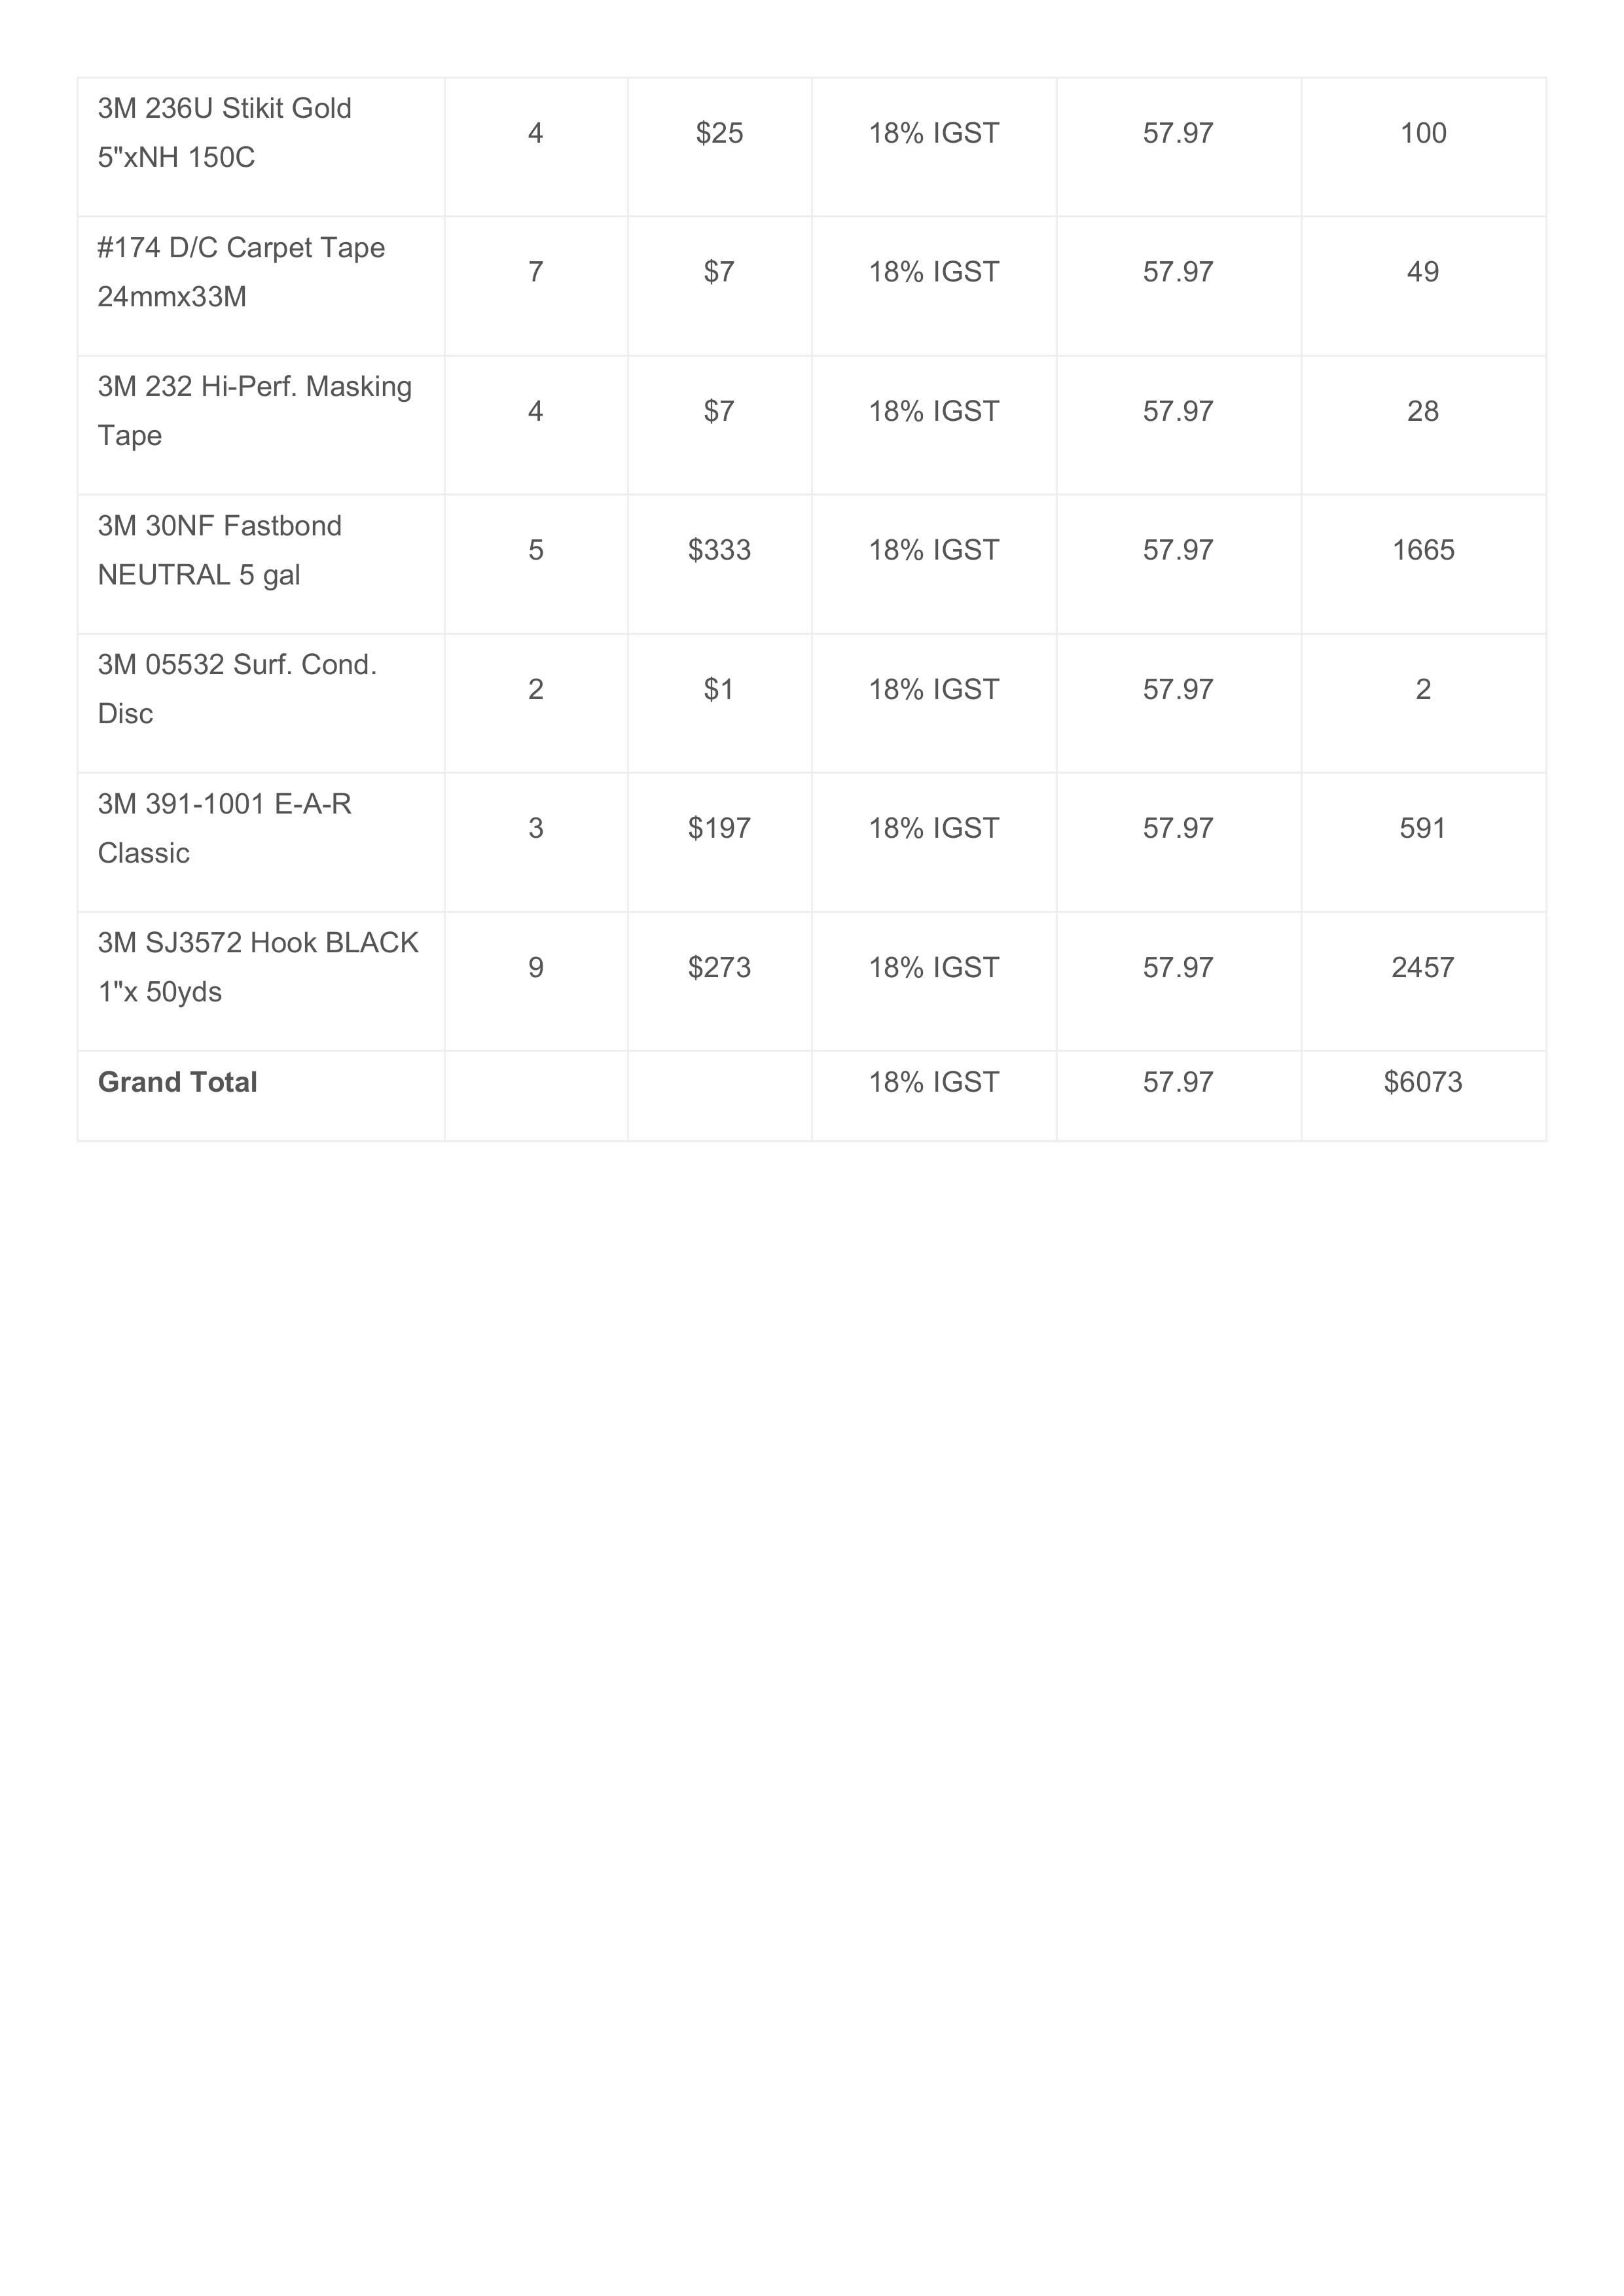 3M 236U Stikit Gold
5"xNH 150C
4
$25
18% IGST
57.97
100
#174 D/C Carpet Tape
24mmx33M
7
$7
18% IGST
57.97
49
3M 232 Hi-Perf. Masking
Tape
4
$7
18% IGST
57.97
28
3M 30NF Fastbond
NEUTRAL 5 gal
5
$333
18% IGST
57.97
1665
3M 05532 Surf. Cond.
Disc
2
$1
18% IGST
57.97
2
3M 391-1001 E-A-R
Classic
3
$197
18% IGST
57.97
591
3M SJ3572 Hook BLACK
1"x 50yds
9
$273
18% IGST
57.97
2457
Grand Total
18% IGST
57.97
$6073